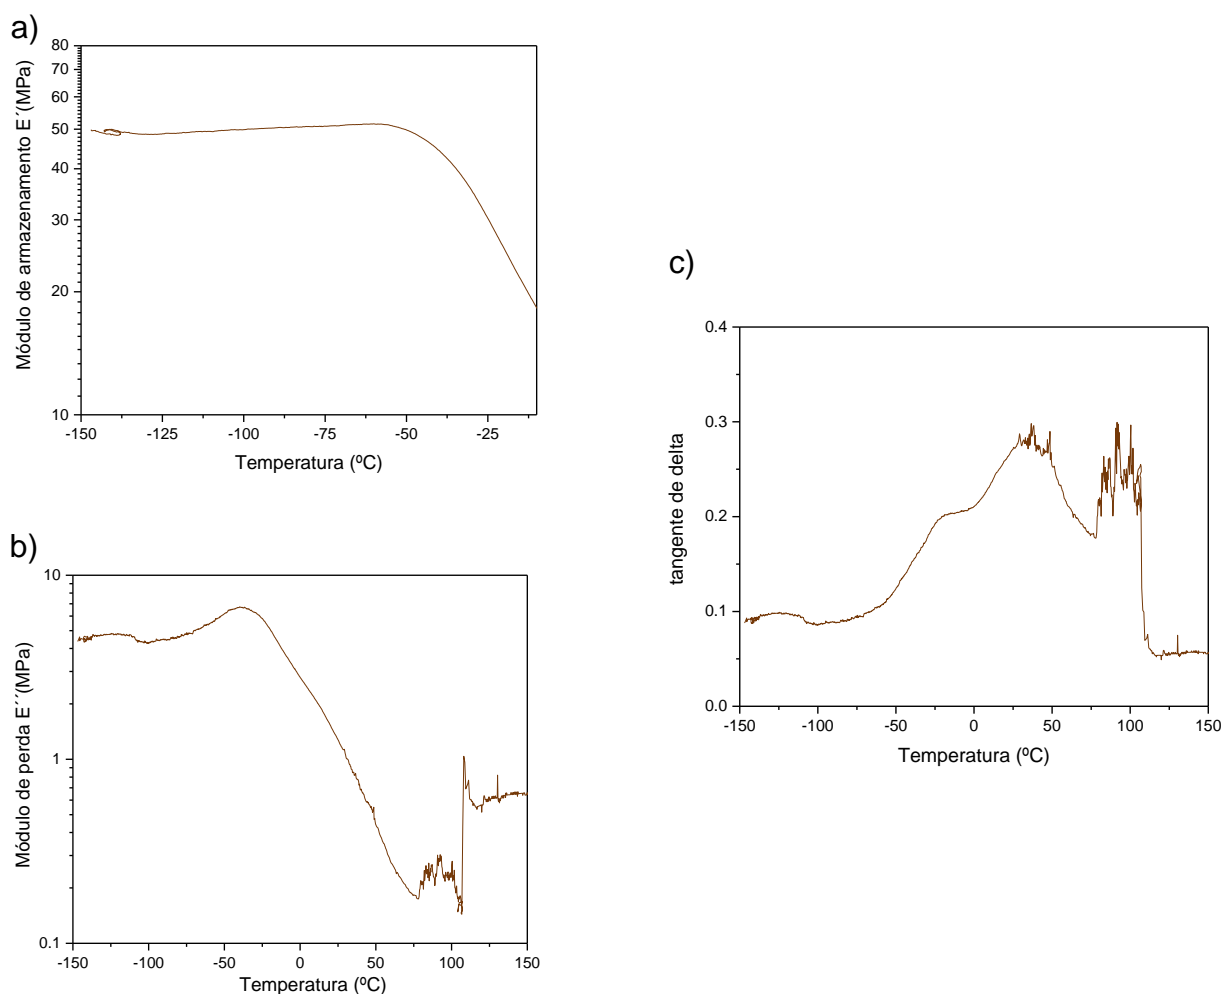 a)
80
70
60
50
40
30
20
10
Módulo de armazenamento E´(MPa)
-150 -125 -100 -75 -50 -25
Temperatura (ºC)
b)
10
1
0.1
Módulo de perda E´´(MPa)
-150 -100 -50 0 50 100 150
Temperatura (ºC)
c)
0.4
0.3
0.2
0.1
0.0
tangente de delta
-150 -100 -50 0 50 100 150
Temperatura (ºC)